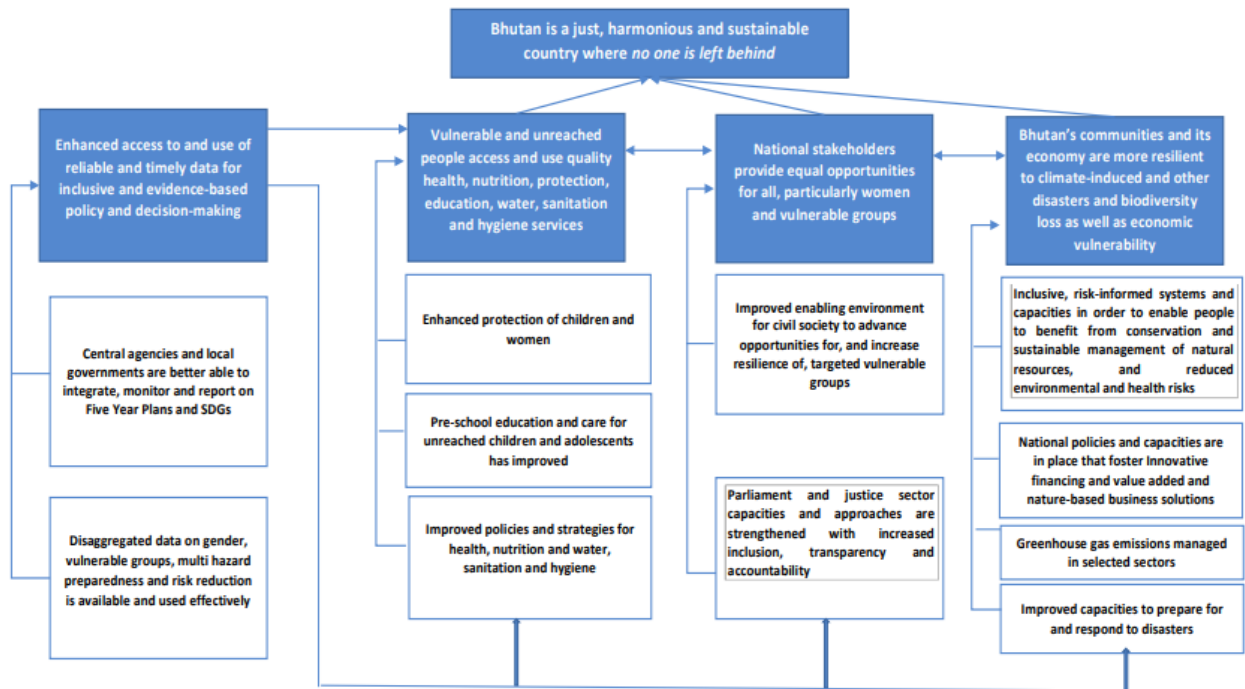 Bhutan is a just, harmonious and sustainable
country where no one is left behind
Enhanced access to and use of
reliable and timely data for
inclusive and evidence-based
policy and decision-making
Central agencies and local
governments are better able to
integrate, monitor and report on
Five Year Plans and SDGs
Disaggregated data on gender,
vulnerable groups, multi hazard
preparedness and risk reduction
is available and used effectively
Vulnerable and unreached
people access and use quality
health, nutrition, protection,
education, water, sanitation
and hygiene services
Enhanced protection of children and
women
Pre-school education and care for
unreached children and adolescents
has improved
Improved policies and strategies for
health, nutrition and water,
sanitation and hygiene
National stakeholders
provide equal opportunities
for all, particularly women
and vulnerable groups
Improved enabling environment
for civil society to advance
opportunities for, and increase
resilience of, targeted vulnerable
groups
Parliament and justice sector
capacities and approaches are
strengthened with increased
inclusion, transparency and
accountability
Bhutan's communities and its
economy are more resilient
to climate-induced and other
disasters and biodiversity
loss as well as economic
vulnerability
Inclusive, risk-informed systems and
capacities in order to enable people
to benefit from conservation and
sustainable management of natural
resources, and reduced
environmental and health risks
National policies and capacities are
in place that foster Innovative
financing and value added and
nature-based business solutions
Greenhouse gas emissions managed
in selected sectors
Improved capacities to prepare for
and respond to disasters